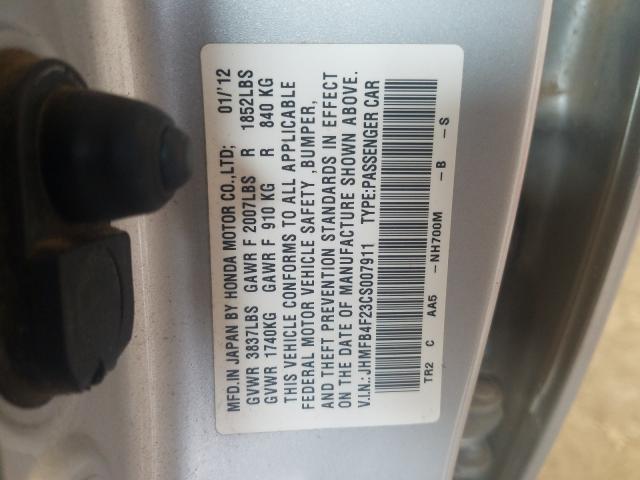 MFD.IN JAPAN BY HONDA MOTOR CO.,LTD; 01/'12
GVWR 3837LBS GAWR F 2007LBS R 1852LBS
GVWR 1740KG GAWR F 910 KG R 840 KG
THIS VEHICLE CONFORMS TO ALL APPLICABLE
FEDERAL MOTOR VEHICLE SAFETY ,BUMPER,
AND THEFT PREVENTION STANDARDS IN EFFECT
ON THE DATE OF MANUFACTURE SHOWN ABOVE.
V.I.N.: JHMFB4F23CS007911 TYPE:PASSENGER CAR
TR2 C AA5 -NH700M -B -S